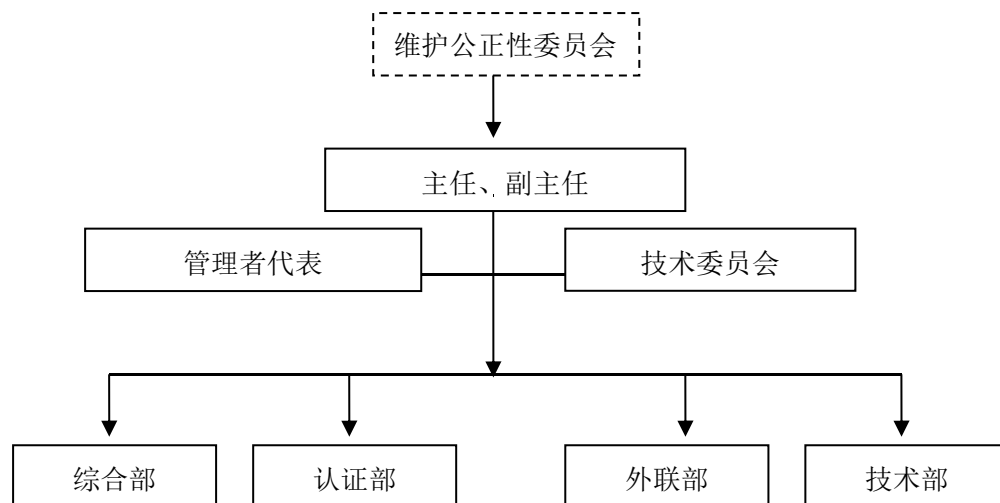 维护公正性委员会
主任、副主任
管理者代表
技术委员会
综合部
认证部
外联部
技术部